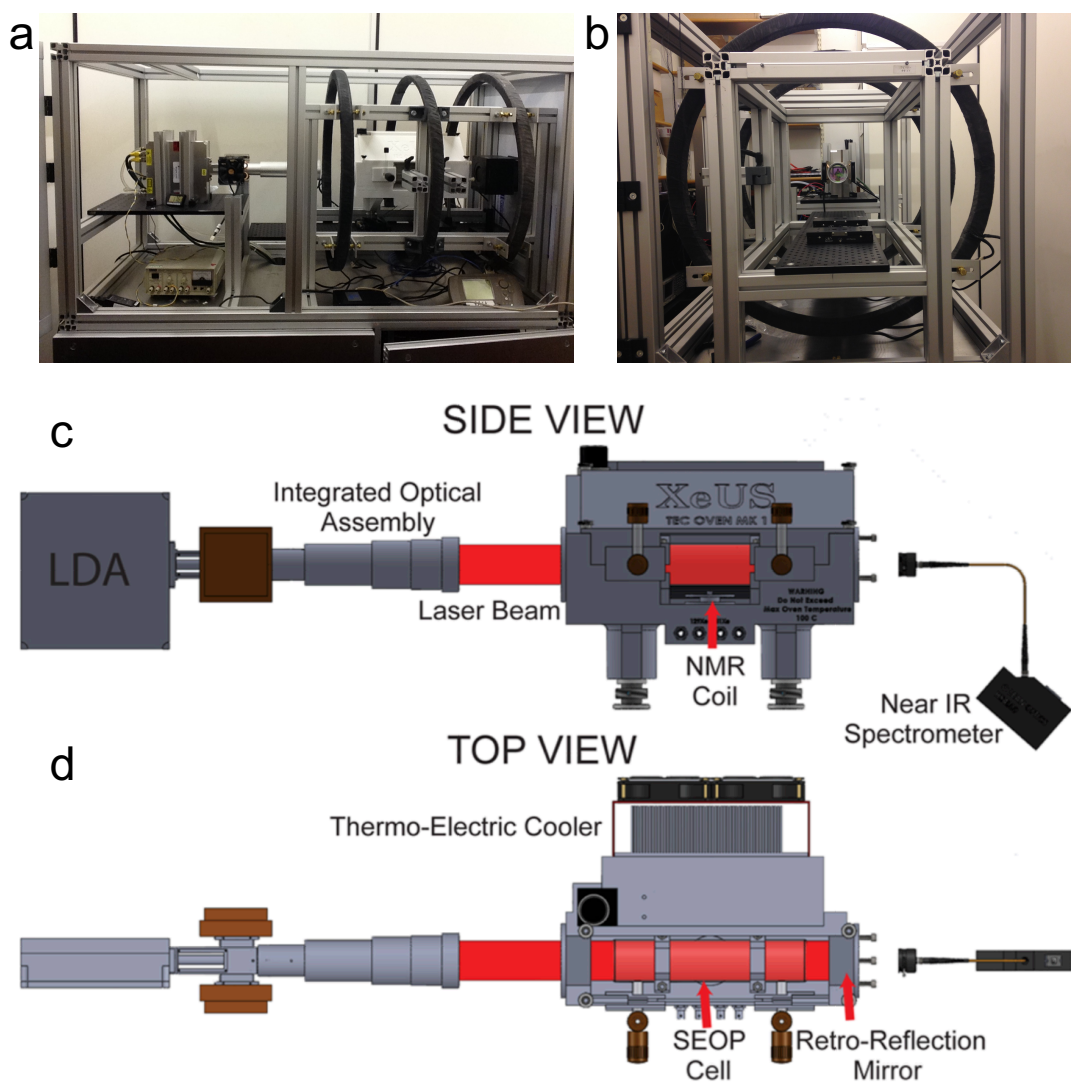 a
b
c
SIDE VIEW
LDA
Integrated Optical
Assembly
Laser Beam
XeUS
TEC OVEN MK 1
WARNING
Do Not Exceed
Max Oven Temperature
100 C
NMR
Coil
Near IR
Spectrometer
d
TOP VIEW
Thermo-Electric Cooler
SEOP
Cell
Retro-Reflection
Mirror